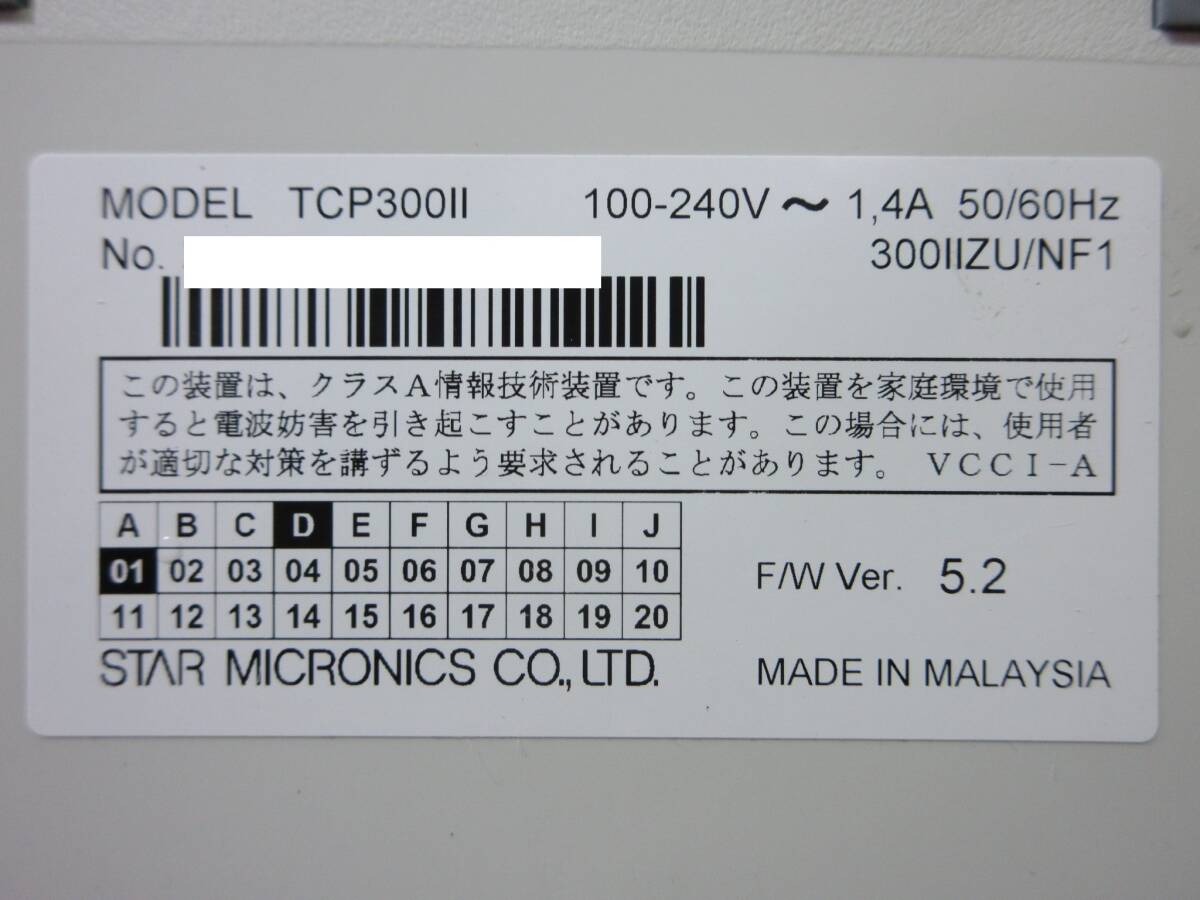 MODEL TCP300II 100-240V ～ 1,4A 50/60Hz
No. 300IIZU/NF1
この装置は、クラスA情報技術装置です。この装置を家庭環境で使用
すると電波妨害を引き起こすことがあります。この場合には、使用者
が適切な対策を講ずるよう要求されることがあります。 VCCI-A
A B C D E F G H I J
01 02 03 04 05 06 07 08 09 10
11 12 13 14 15 16 17 18 19 20
F/W Ver. 5.2
STAR MICRONICS CO., LTD. MADE IN MALAYSIA